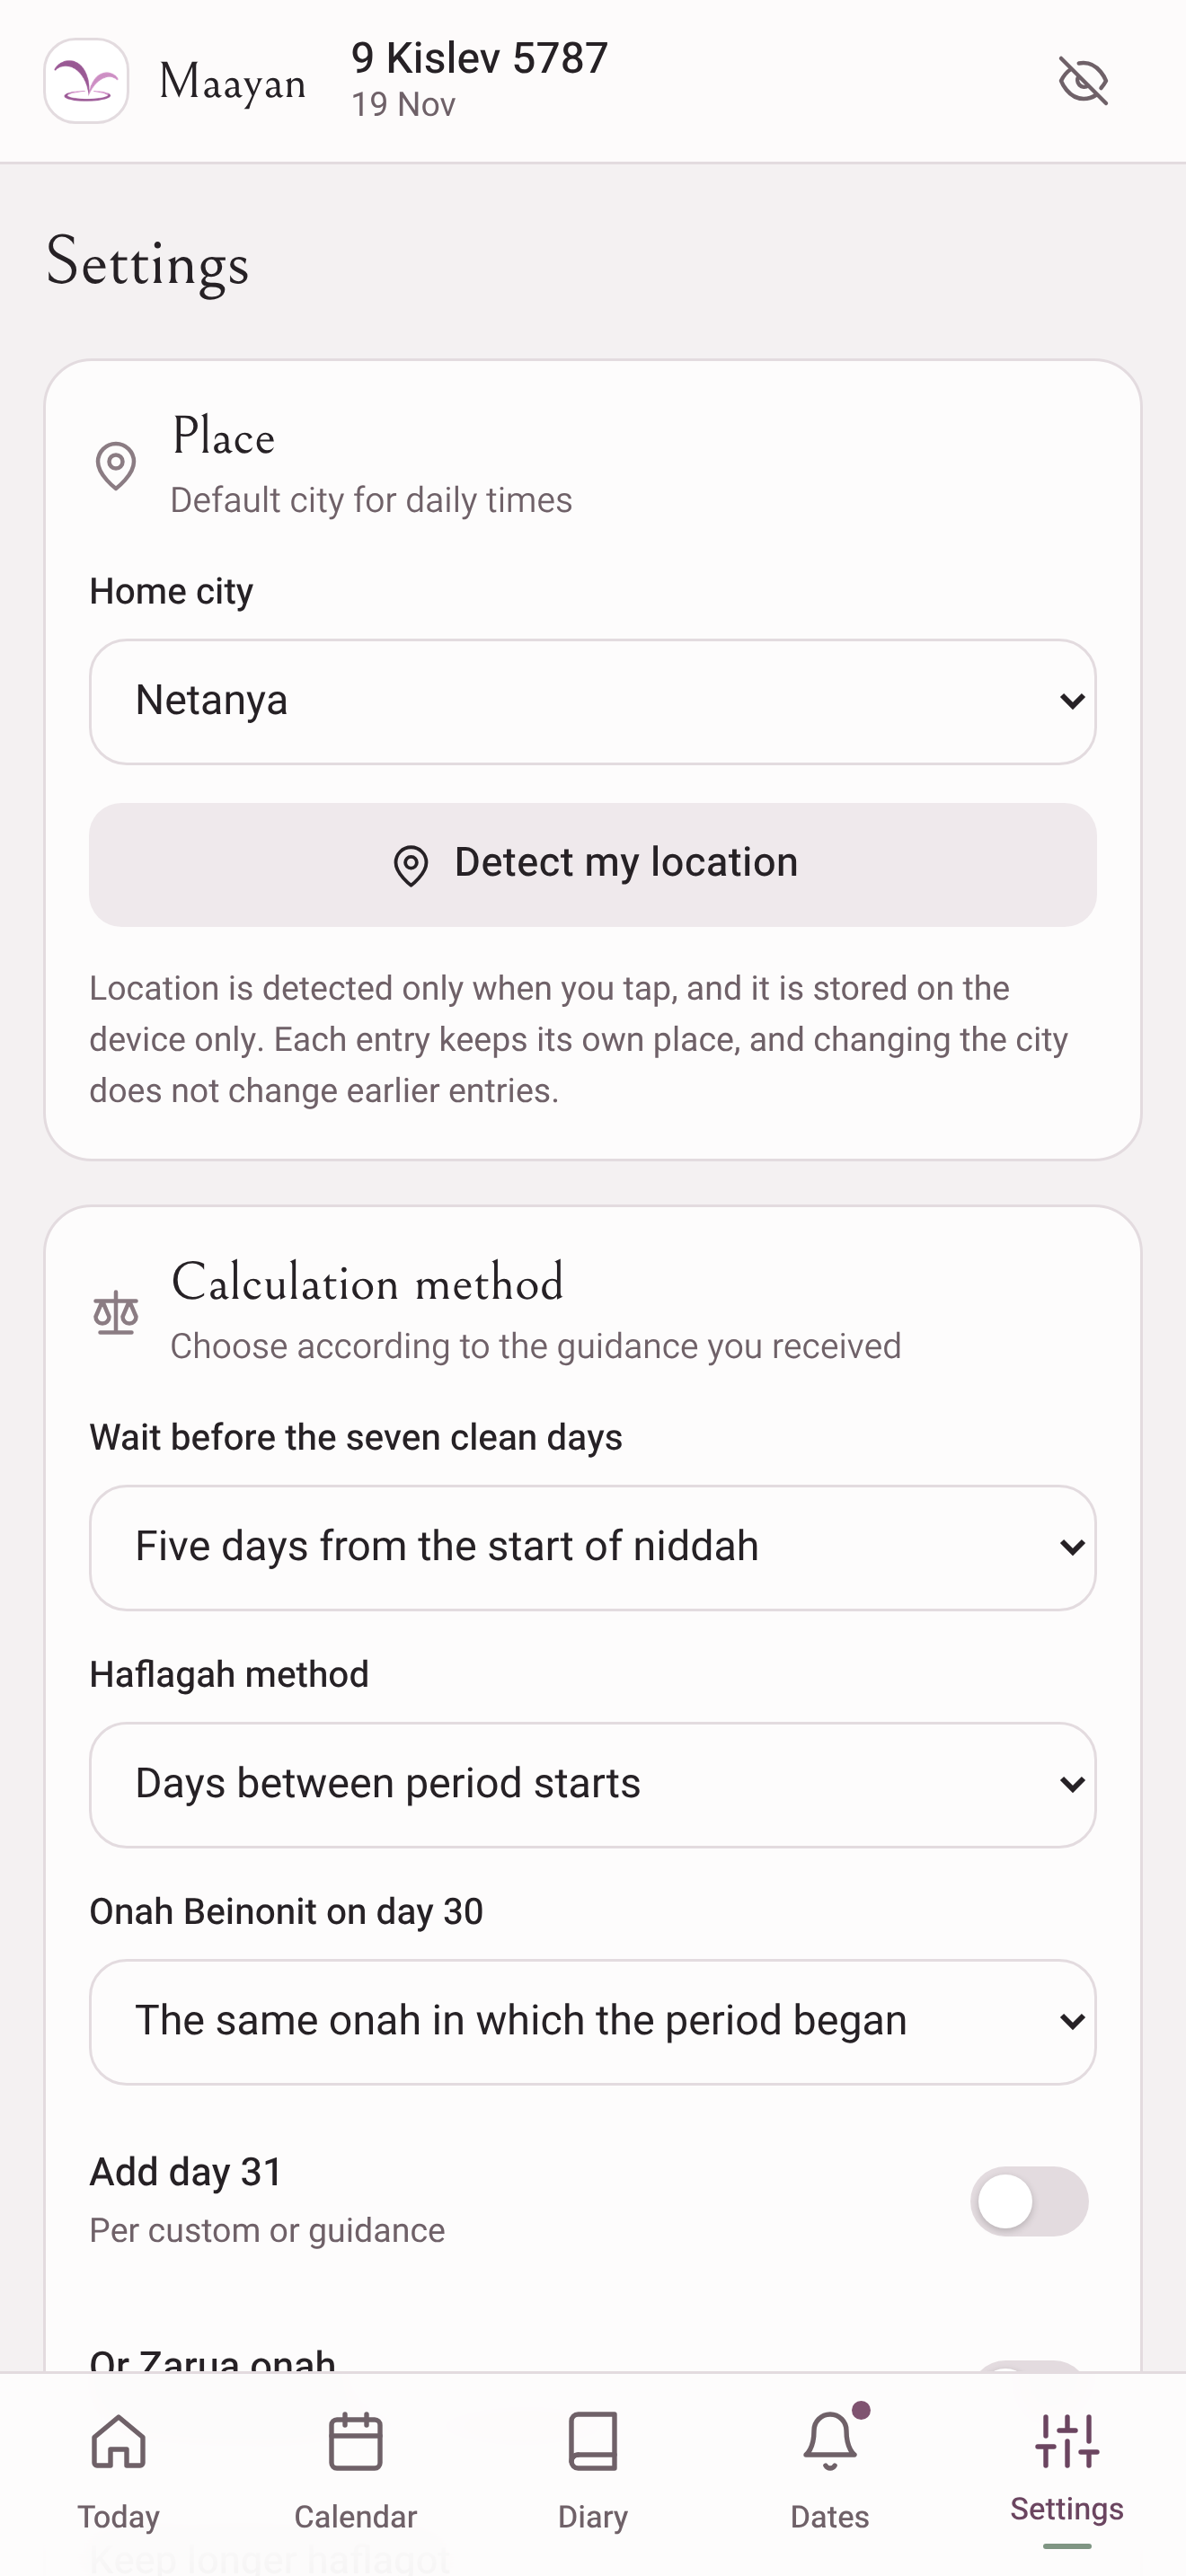 Maayan
9 Kislev 5787
19 Nov
Settings
Place
Default city for daily times
Home city
Netanya
Detect my location
Location is detected only when you tap, and it is stored on the
device only. Each entry keeps its own place, and changing the city
does not change earlier entries.
Calculation method
Choose according to the guidance you received
Wait before the seven clean days
Five days from the start of niddah
Haflagah method
Days between period starts
Onah Beinonit on day 30
The same onah in which the period began
Add day 31
Per custom or guidance
Or Zarua onah
Today
Calendar
Diary
Dates
Settings
Keep longer haflagot